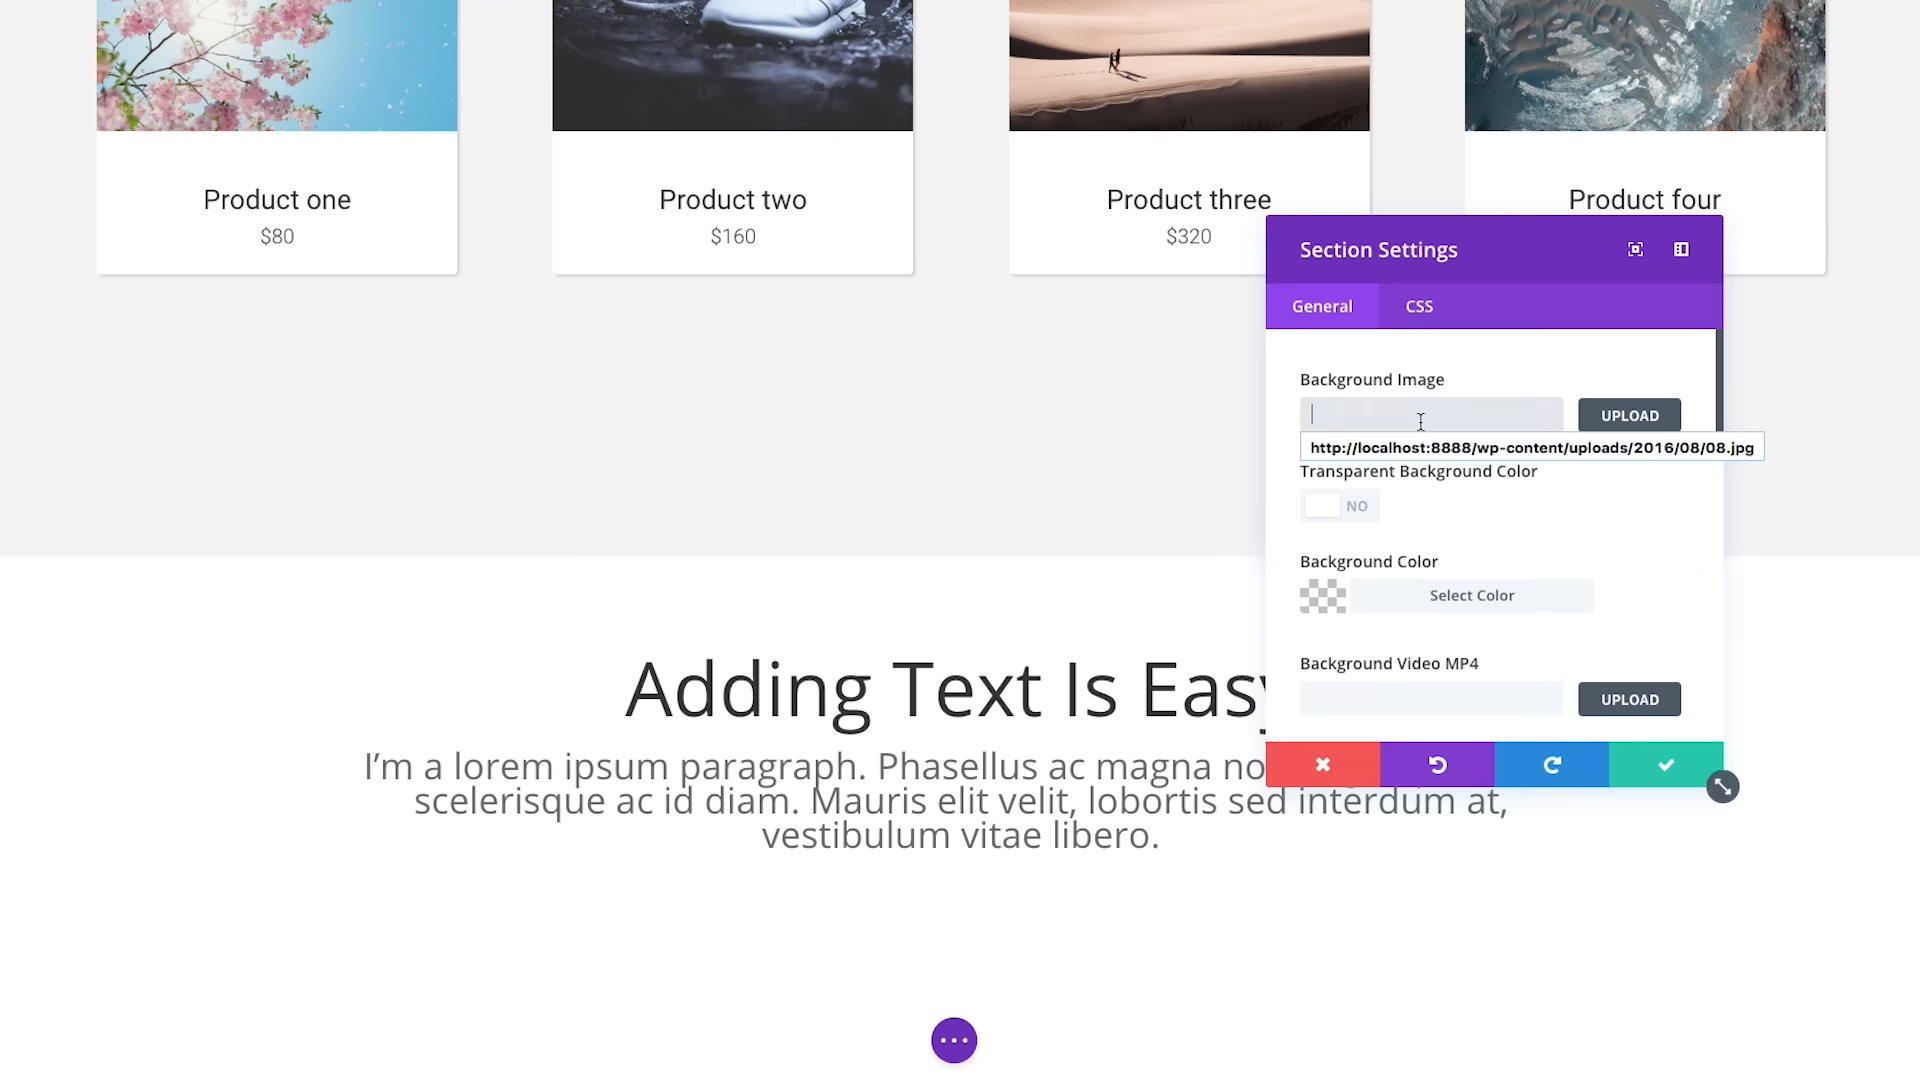 Product one
$80
Product two
$160
Product three
$320
Product four
Section Settings
General
CSS
Background Image
UPLOAD
http://localhost:8888/wp-content/uploads/2016/08/08.jpg
Transparent Background Color
NO
Background Color
Select Color
Background Video MP4
UPLOAD
Adding Text Is Easy
I'm a lorem ipsum paragraph. Phasellus ac magna no
scelerisque ac id diam. Mauris elit velit, lobortis sed interdum at,
vestibulum vitae libero.